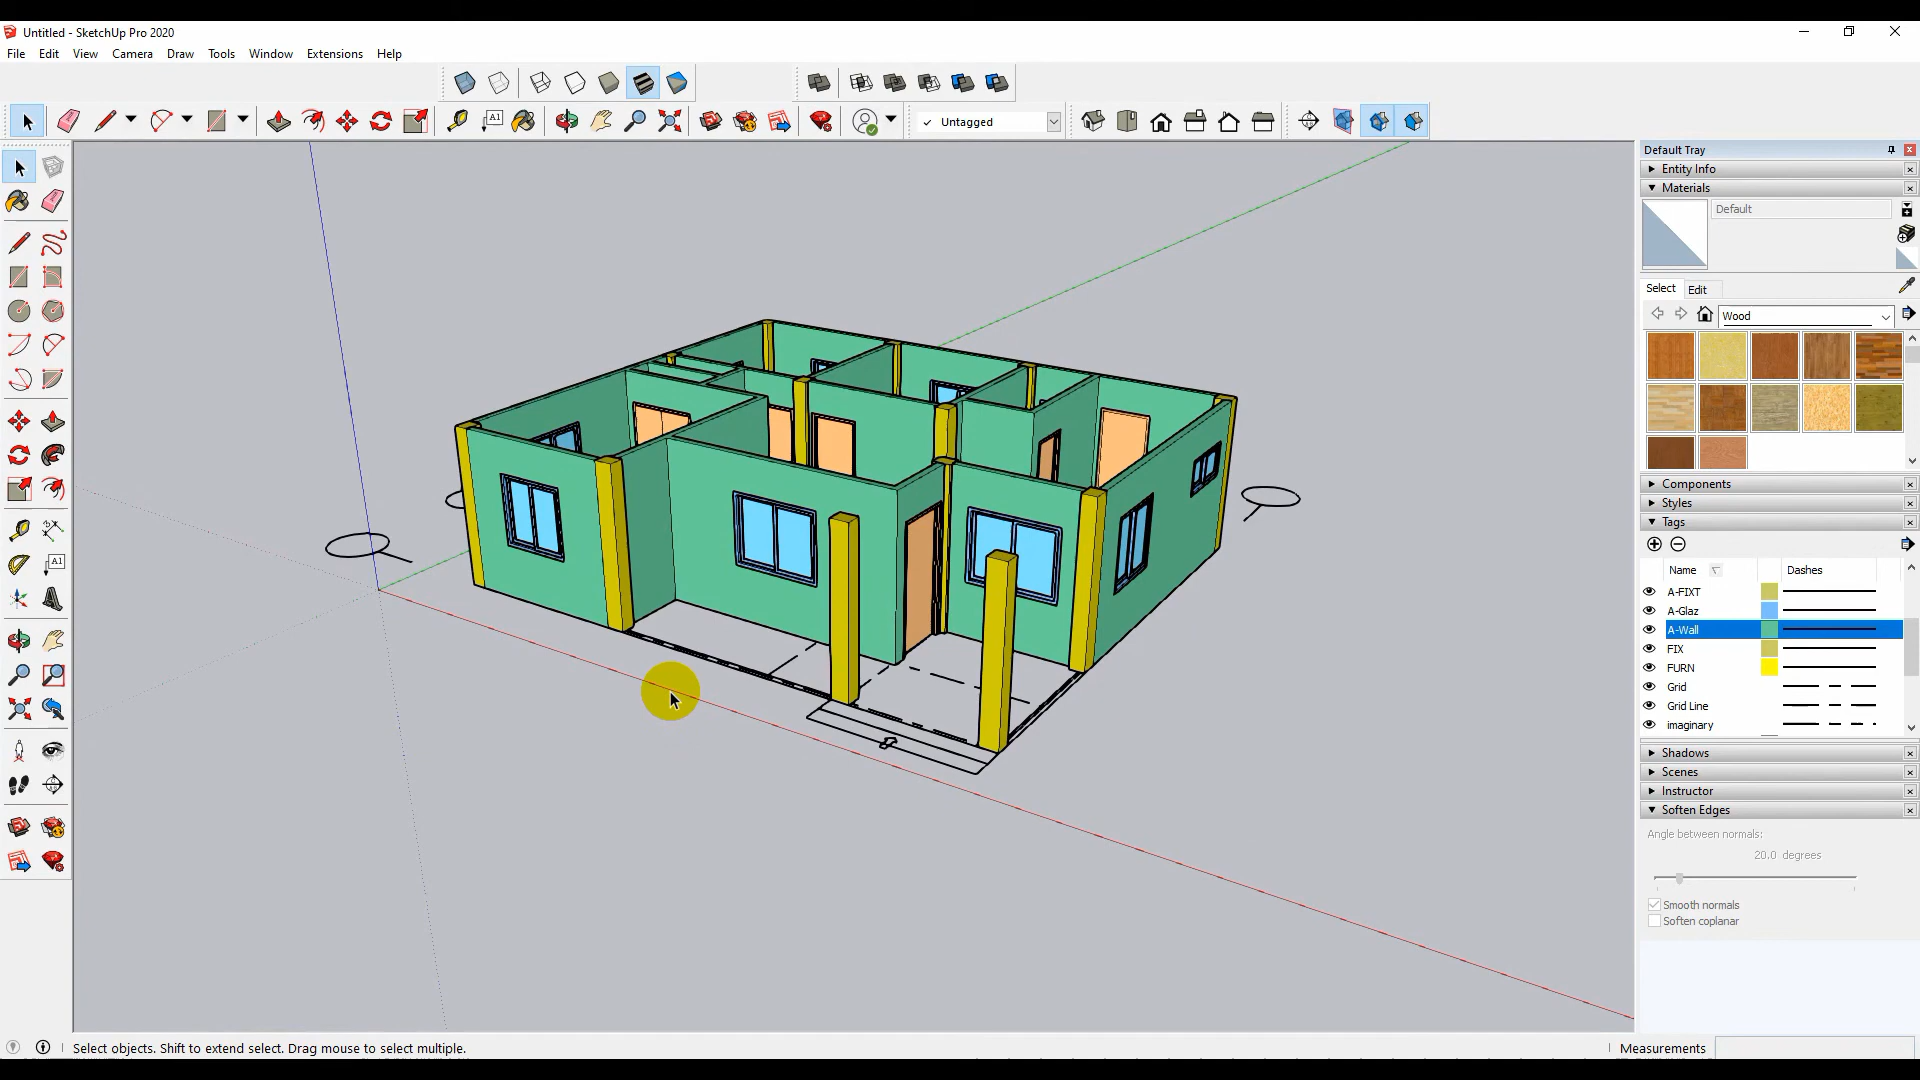 Untitled - SketchUp Pro 2020
File Edit View Camera Draw Tools Window Extensions Help
A1 Untagged
Default Tray
Entity Info
Materials
Default
Select Edit
Wood
Components
Styles
Tags
Name Dashes
A-FIXT
A-Glaz
A-Wall
FIX
FURN
Grid
Grid Line
imaginary
A1
Shadows
Scenes
Instructor
Soften Edges
Angle between normals:
20.0 degrees
Smooth normals
Soften coplanar
Select objects. Shift to extend select. Drag mouse to select multiple.
Measurements